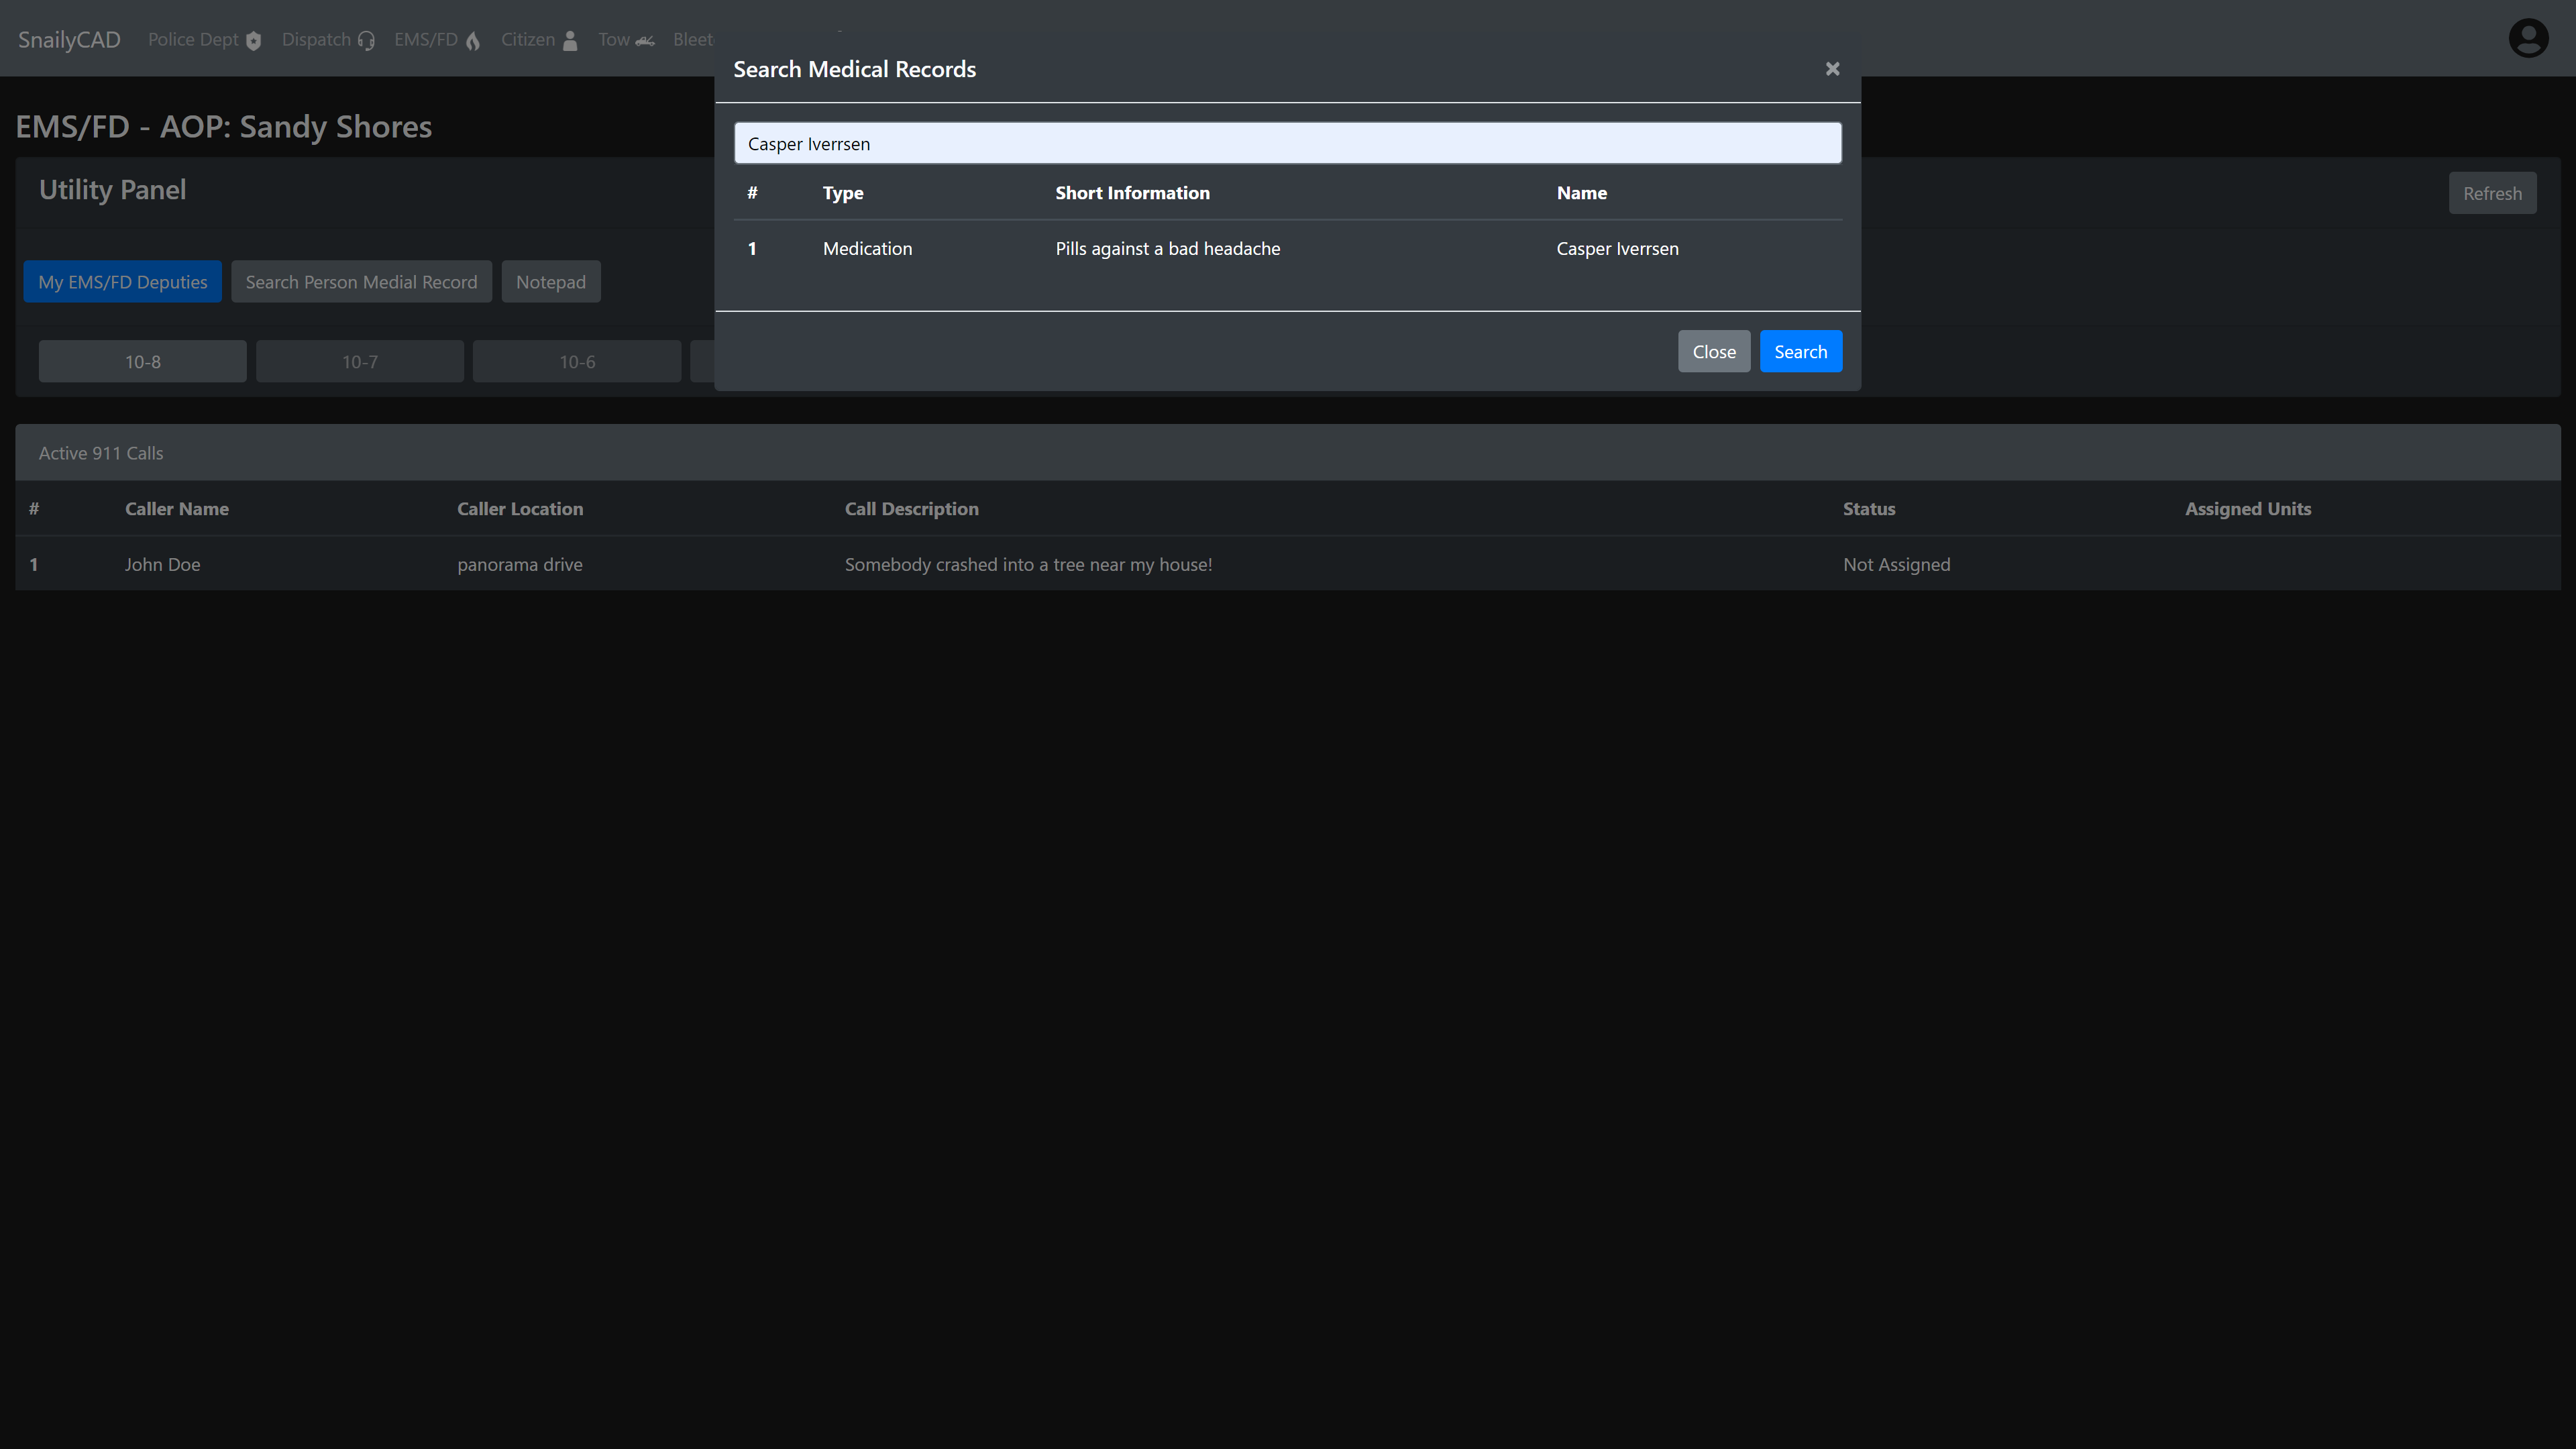 SnailyCAD Police Dept Dispatch EMS/FD Citizen Tow Bleet
Search Medical Records ×
EMS/FD - AOP: Sandy Shores
Casper Iverrsen
Utility Panel
Refresh
# Type Short Information Name
1 Medication Pills against a bad headache Casper Iverrsen
My EMS/FD Deputies Search Person Medial Record Notepad
10-8 10-7 10-6
Close Search
Active 911 Calls
# Caller Name Caller Location Call Description Status Assigned Units
1 John Doe panorama drive Somebody crashed into a tree near my house! Not Assigned